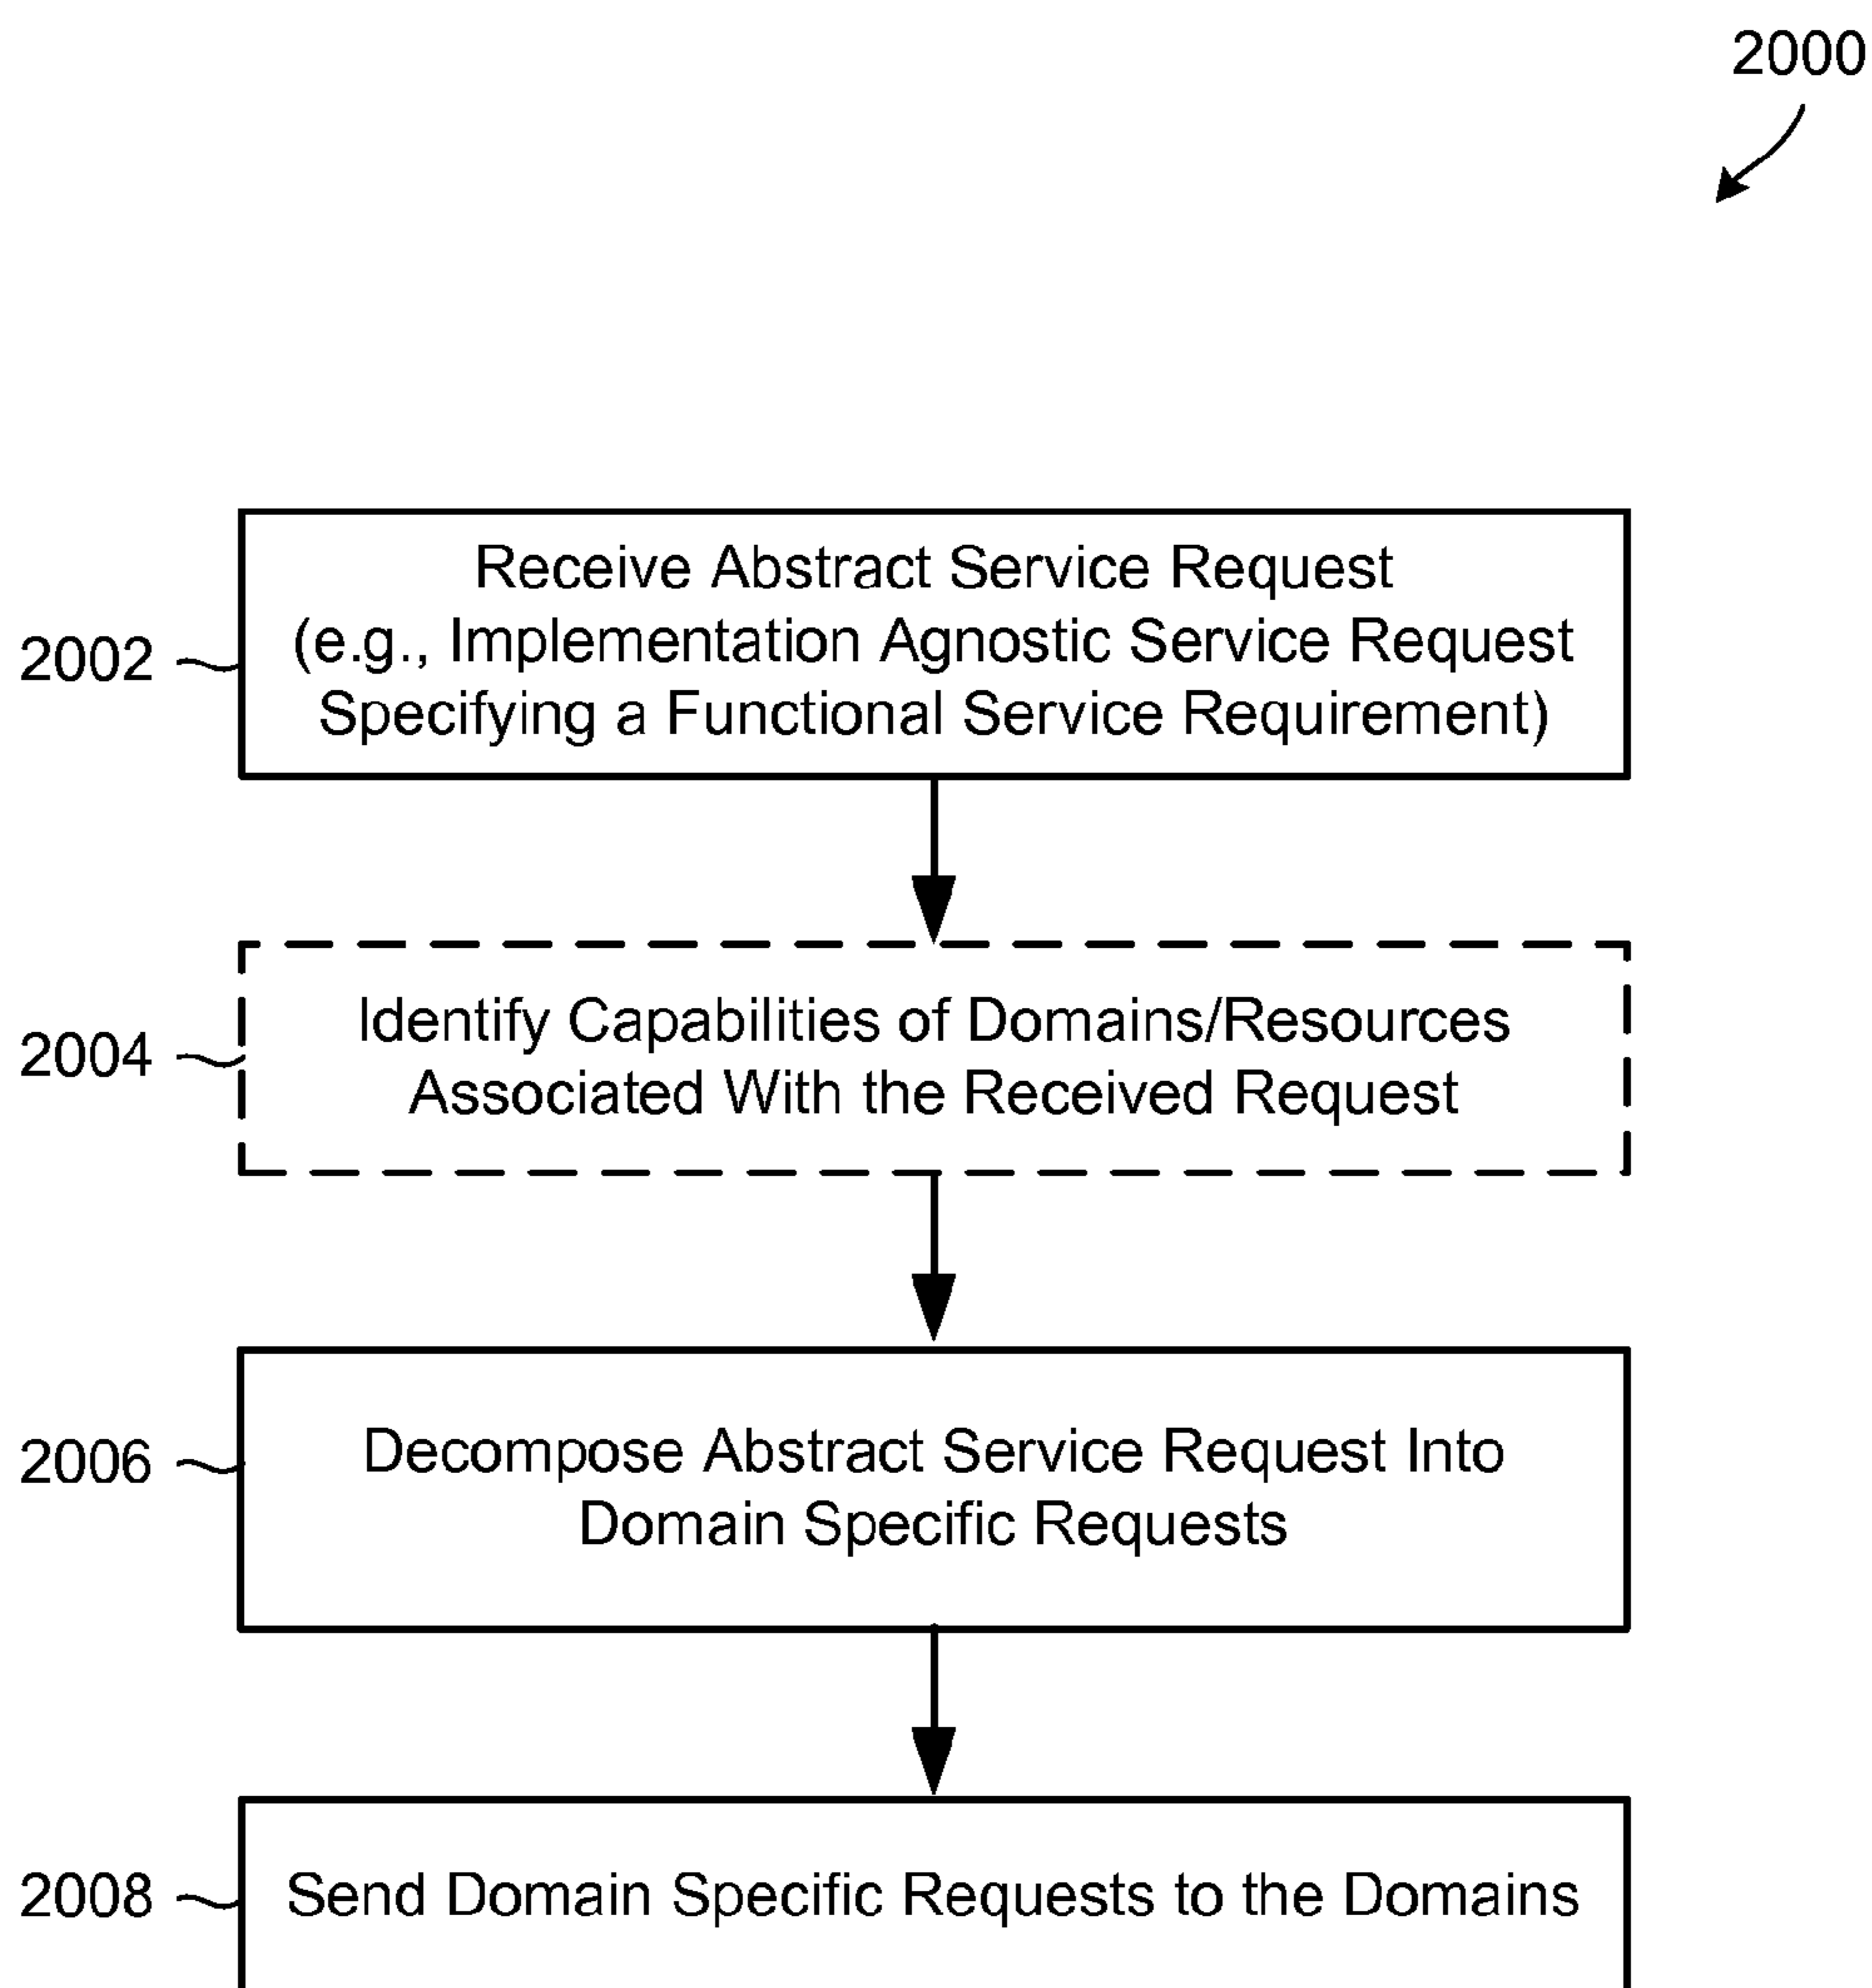 2000
Receive Abstract Service Request
(e.g., Implementation Agnostic Service Request
Specifying a Functional Service Requirement)
2002
Identify Capabilities of Domains/Resources
Associated With the Received Request
2004
Decompose Abstract Service Request Into
Domain Specific Requests
2006
Send Domain Specific Requests to the Domains
2008